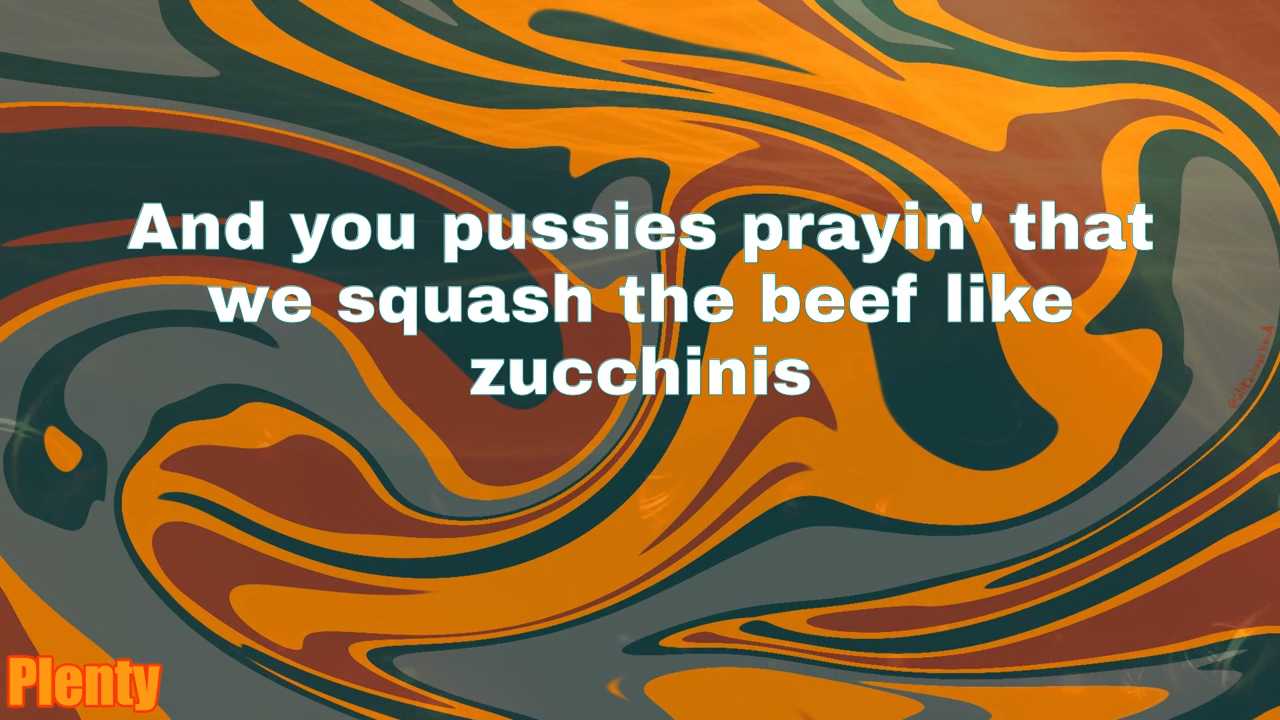 And you pussies prayin' that
we squash the beef like
zucchinis
Plenty